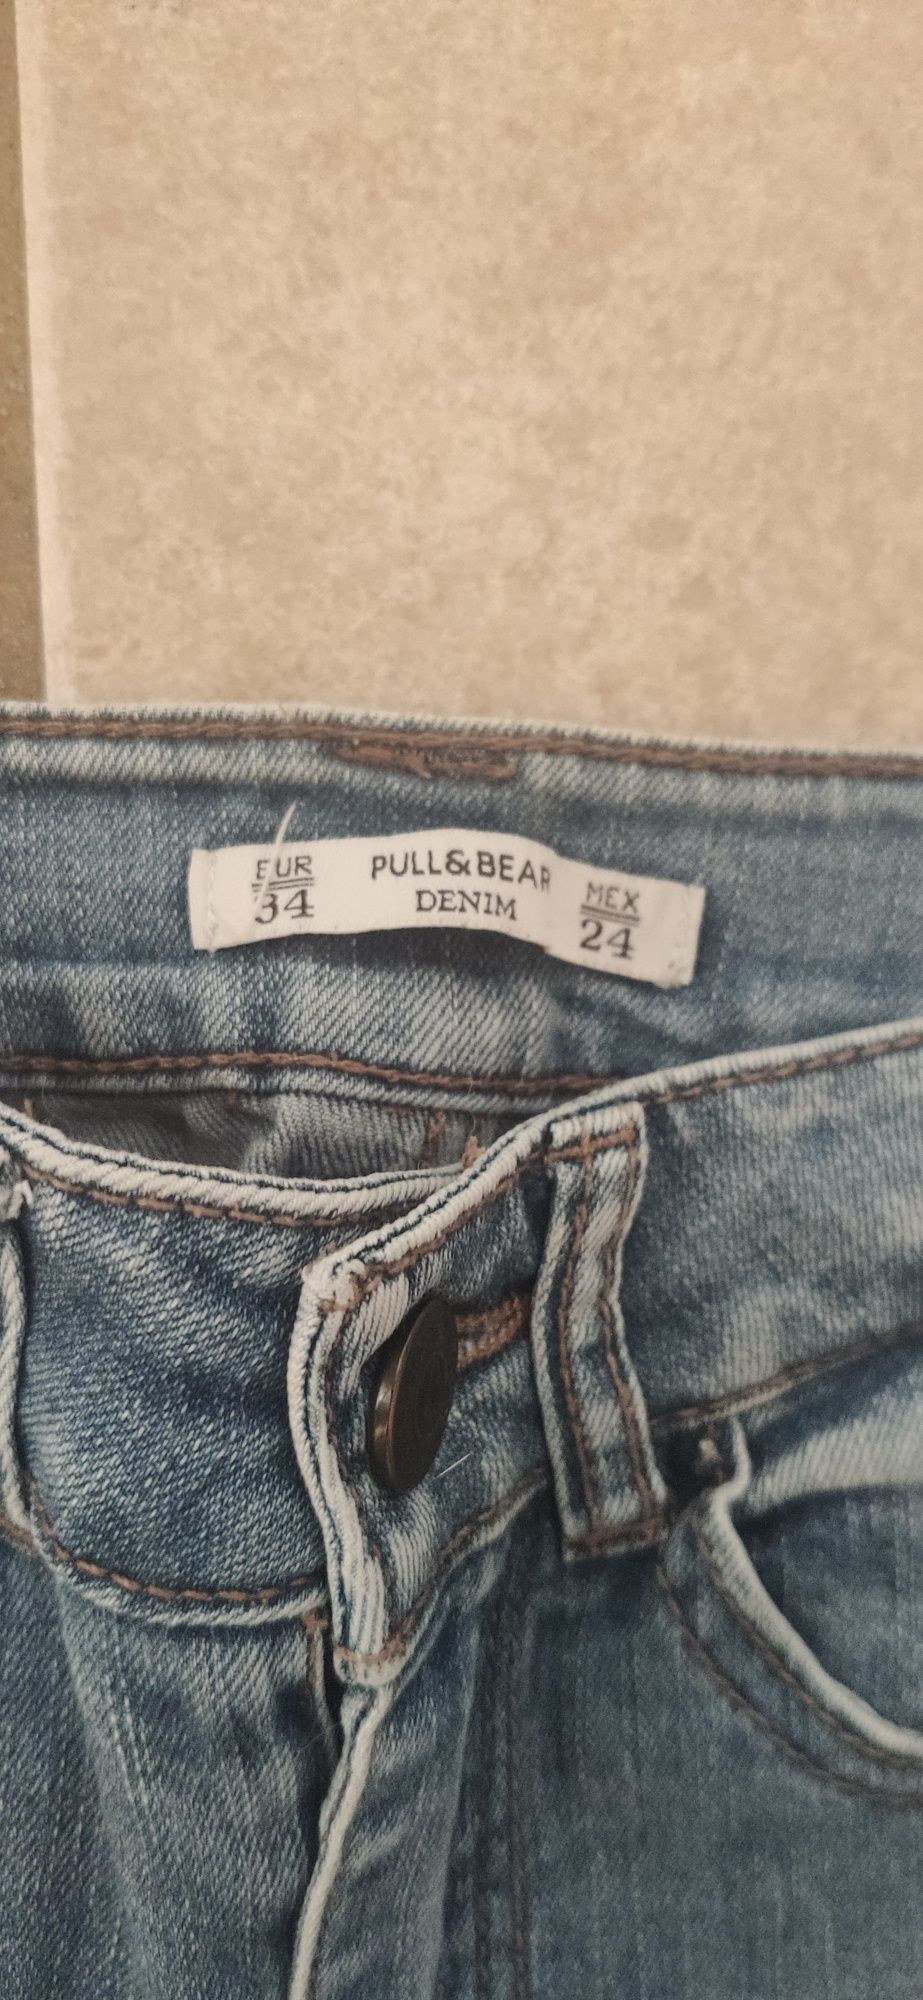 EUR
34
PULL&BEAR
DENIM
MEX
24